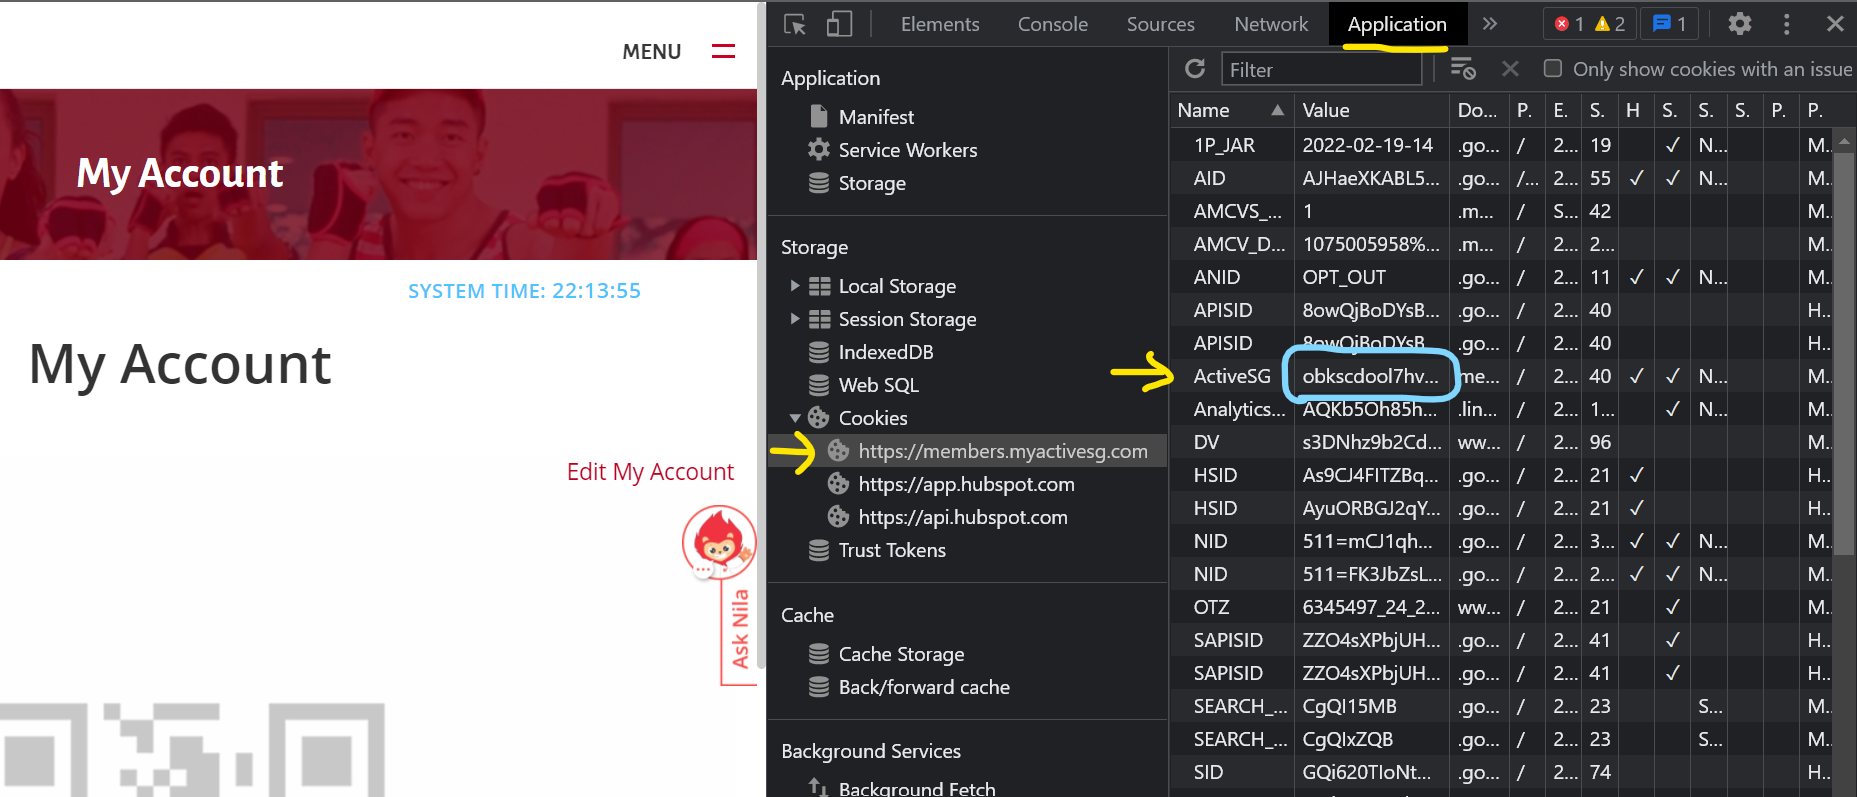 MENU
My Account
SYSTEM TIME: 22:13:55
My Account
Edit My Account
Ask Nila
Elements Console Sources Network Application 1 2 1
Application
Manifest
Service Workers
Storage
Storage
Local Storage
Session Storage
IndexedDB
Web SQL
Cookies
https://members.myactivesg.com
https://app.hubspot.com
https://api.hubspot.com
Trust Tokens
Cache
Cache Storage
Back/forward cache
Background Services
Background Fetch
Filter Only show cookies with an issue
Name Value Do... P. E. S. H S. S. S. P. P.
1P_JAR 2022-02-19-14 .go... / 2... 19 ✓ N... M..
AID AJHaeXKABL5... .go... /... 2... 55 ✓ ✓ N... M..
AMCVS_... 1 .m... / S... 42 M..
AMCV_D... 1075005958%... .m... / 2... 2... M..
ANID OPT_OUT .go... / 2... 11 ✓ ✓ N... M..
APISID 8owQjBoDYsB... .go... / 2... 40 H..
APISID 8owQjBoDYsB .go... / 2... 40 H..
ActiveSG obkscdool7hv... me... / 2... 40 ✓ ✓ N... M..
Analytics... AQKb5Oh85h... .lin... / 2... 1... ✓ N... M..
DV s3DNhz9b2Cd... ww... / 2... 96 M..
HSID As9CJ4FITZBq... .go... / 2... 21 ✓ H..
HSID AyuORBGJ2qY... .go... / 2... 21 ✓ H..
NID 511=mCJ1qh... .go... / 2... 3... ✓ ✓ N... M..
NID 511=FK3JbZsL... .go... / 2... 2... ✓ ✓ N... M..
OTZ 6345497_24_2... ww... / 2... 21 ✓ M..
SAPISID ZZO4sXPbjUH... .go... / 2... 41 ✓ H..
SAPISID ZZO4sXPbjUH... .go... / 2... 41 ✓ H..
SEARCH_... CgQI15MB .go... / 2... 23 S... M..
SEARCH_... CgQIxZQB .go... / 2... 23 S... M..
SID GQi620TIoNt... .go... / 2... 74 H..